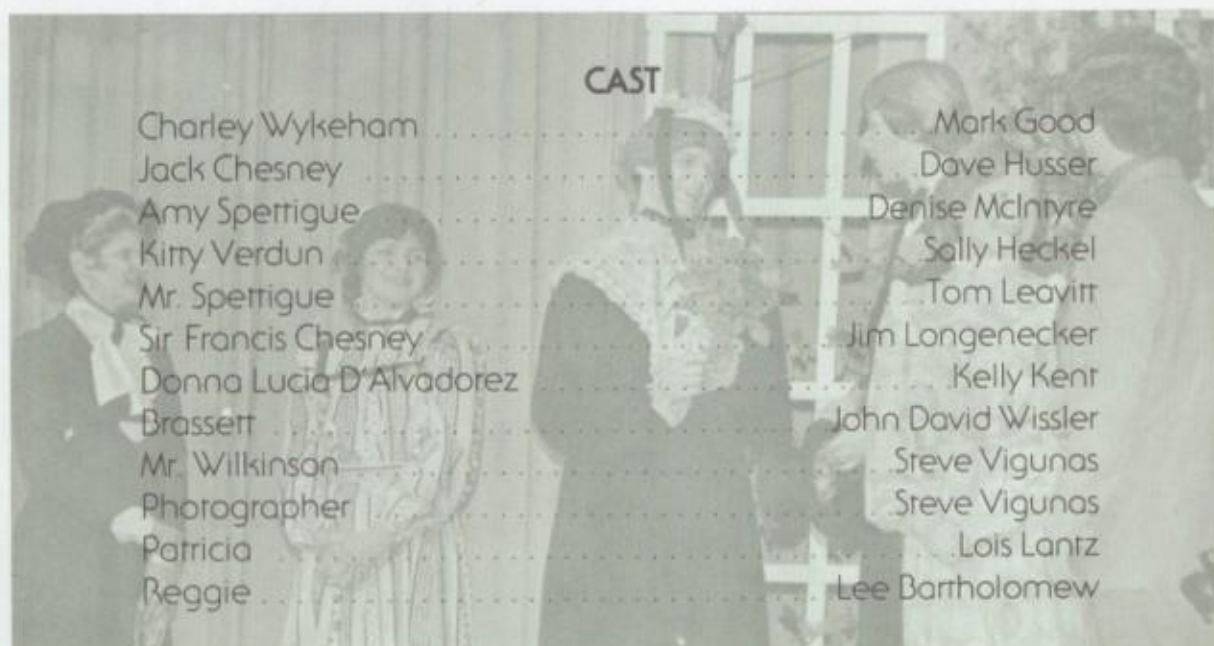 CAST
Charley Wykeham . . . . . . . . . . Mark Good
Jack Chesney . . . . . . . . . . Dave Husser
Amy Spettigue . . . . . . . . . . Denise McIntyre
Kitty Verdun . . . . . . . . . . Sally Heckel
Mr. Spettigue . . . . . . . . . . Tom Leavitt
Sir Francis Chesney . . . . . . . . . . Jim Longenecker
Donna Lucia D'Alvadorez . . . . . . . . . . Kelly Kent
Brassett . . . . . . . . . . John David Wissler
Mr. Wilkinson . . . . . . . . . . Steve Vigunas
Photographer . . . . . . . . . . Steve Vigunas
Patricia . . . . . . . . . . Lois Lantz
Reggie . . . . . . . . . . Lee Bartholomew